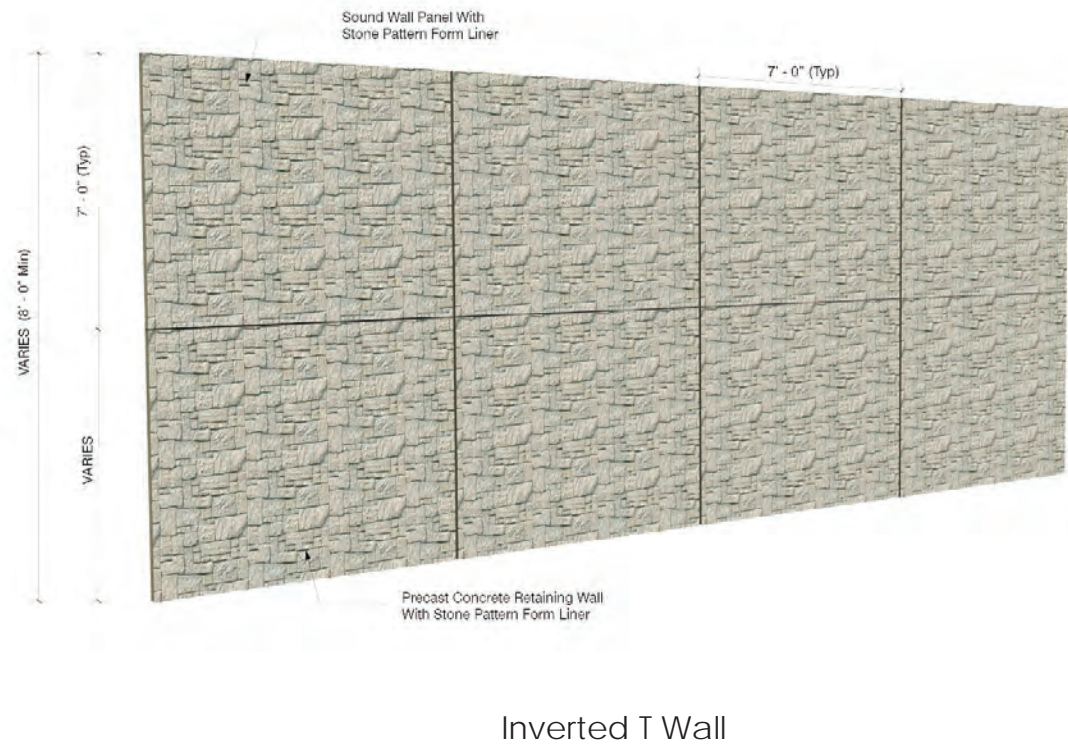 Sound Wall Panel With
Stone Pattern Form Liner
7' - 0" (Typ)
7' - 0" (Typ)
VARIES (8' - 0" Min)
VARIES
Precast Concrete Retaining Wall
With Stone Pattern Form Liner
Inverted T Wall